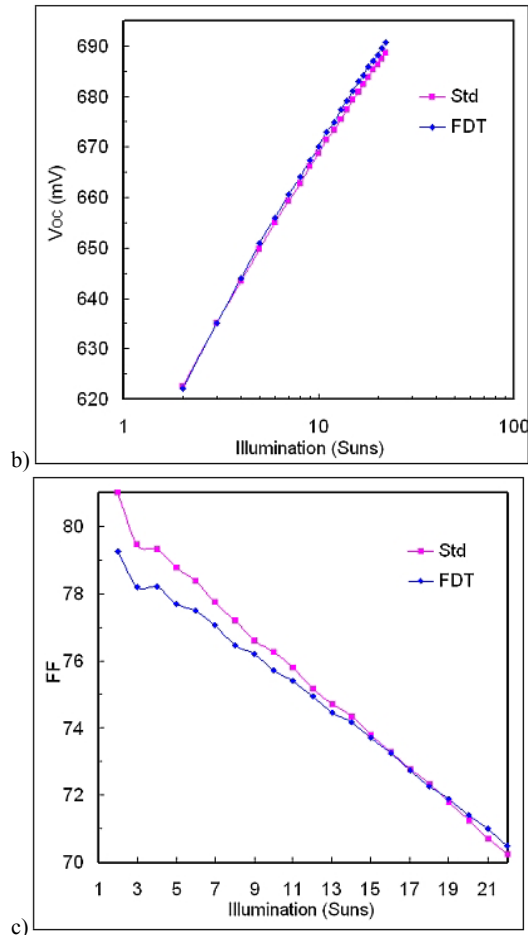 690
680
670
660
650
640
630
620
Voc (mV)
Std
FDT
1
10
100
Illumination (Suns)
b)
80
78
76
74
72
70
FF
Std
FDT
1 3 5 7 9 11 13 15 17 19 21
Illumination (Suns)
c)